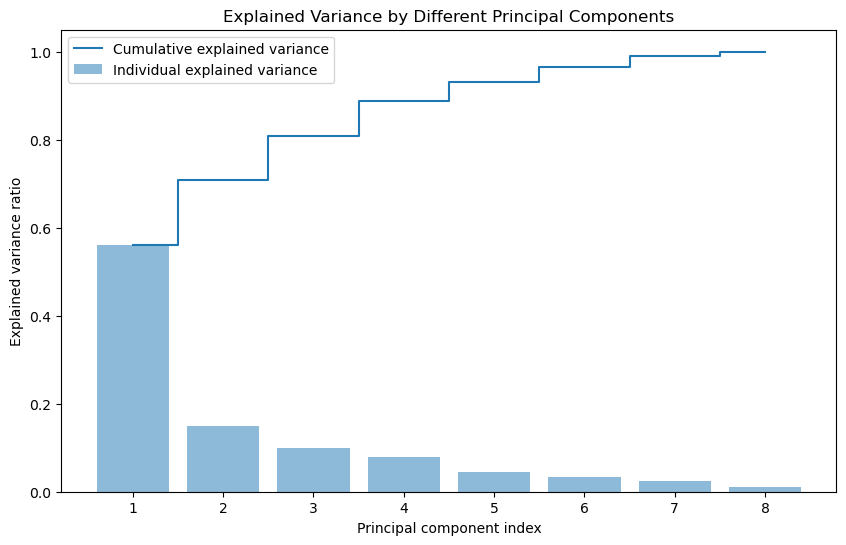 Explained Variance by Different Principal Components
Cumulative explained variance
Individual explained variance
Explained variance ratio
1.0
0.8
0.6
0.4
0.2
0.0
1 2 3 4 5 6 7 8
Principal component index